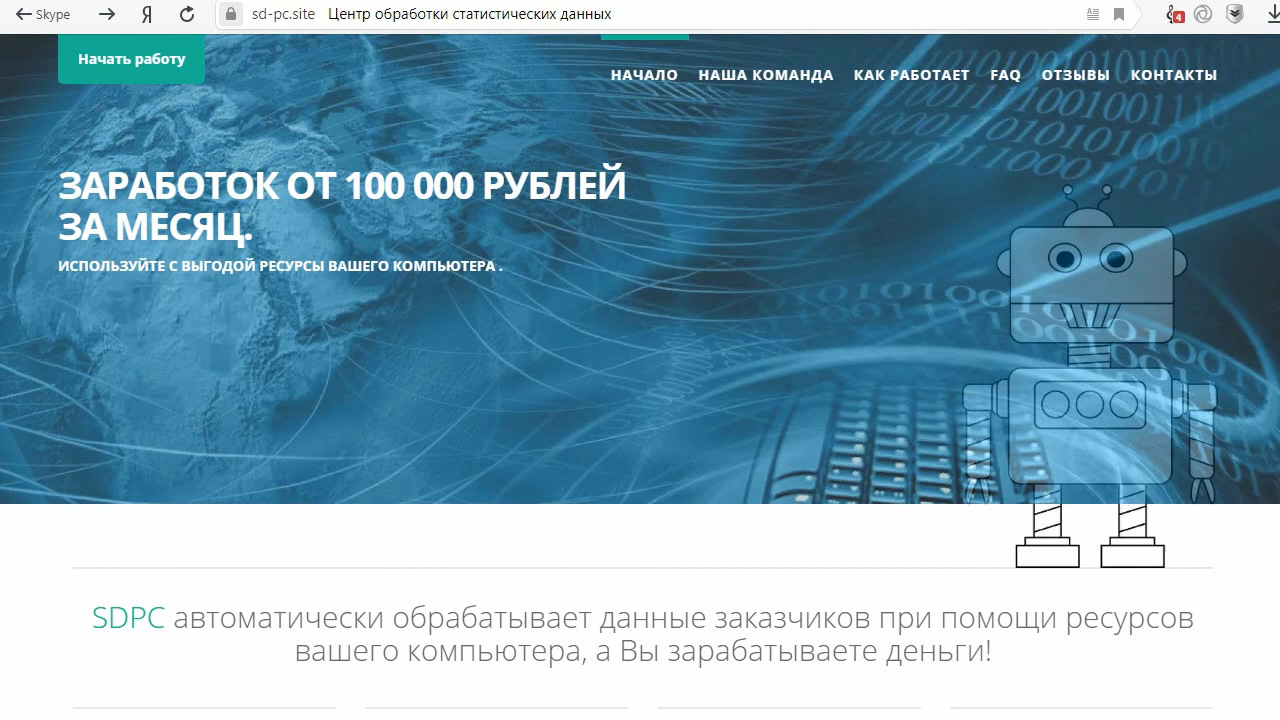 Skype
Я
sd-pc.site Центр обработки статистических данных
4
Начать работу
НАЧАЛО НАША КОМАНДА КАК РАБОТАЕТ FAQ ОТЗЫВЫ КОНТАКТЫ
ЗАРАБОТОК ОТ 100 000 РУБЛЕЙ
ЗА МЕСЯЦ.
ИСПОЛЬЗУЙТЕ С ВЫГОДОЙ РЕСУРСЫ ВАШЕГО КОМПЬЮТЕРА .
SDPC автоматически обрабатывает данные заказчиков при помощи ресурсов
вашего компьютера, а Вы зарабатываете деньги!